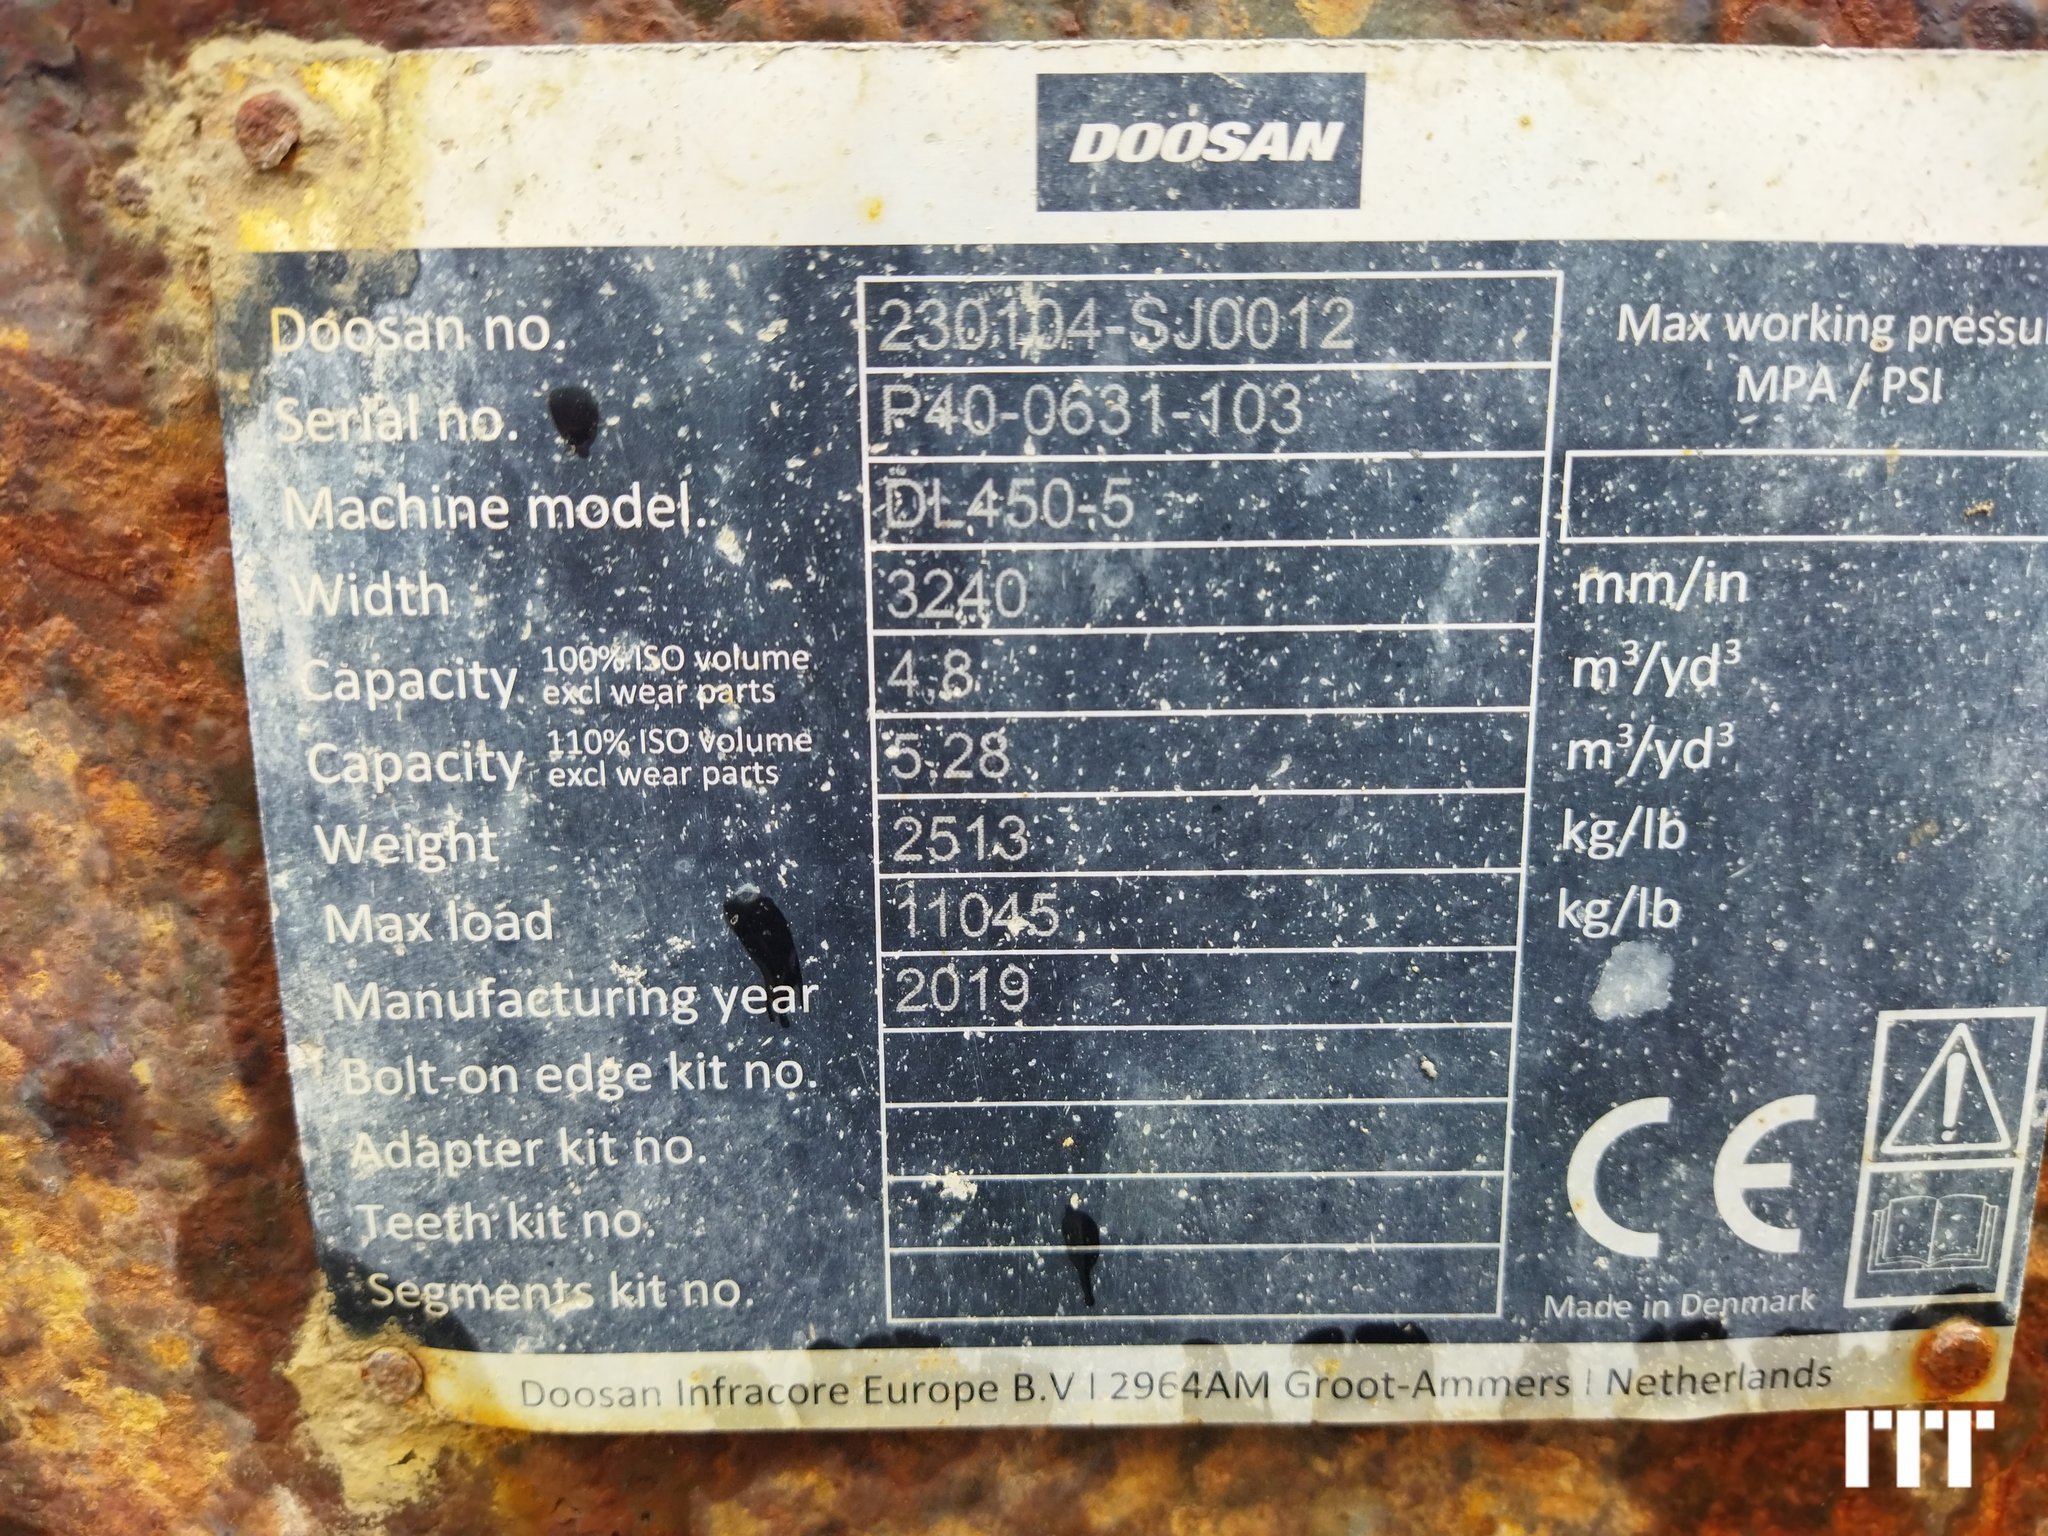 DOOSAN
Doosan no. 230104-SJ0012
Max working pressu
MPA / PSI
Serial no. P40-0631-103
Machine model. DL450-5
Width 3240 mm/in
Capacity 100% ISO volume excl wear parts 4,8 m³/yd³
Capacity 110% ISO volume excl wear parts 5,28 m³/yd³
Weight 2513 kg/lb
Max load 11045 kg/lb
Manufacturing year 2019
Bolt-on edge kit no.
Adapter kit no.
Teeth kit no.
Segments kit no.
CE
Made in Denmark
Doosan Infracore Europe B.V | 2964AM Groot-Ammers | Netherlands